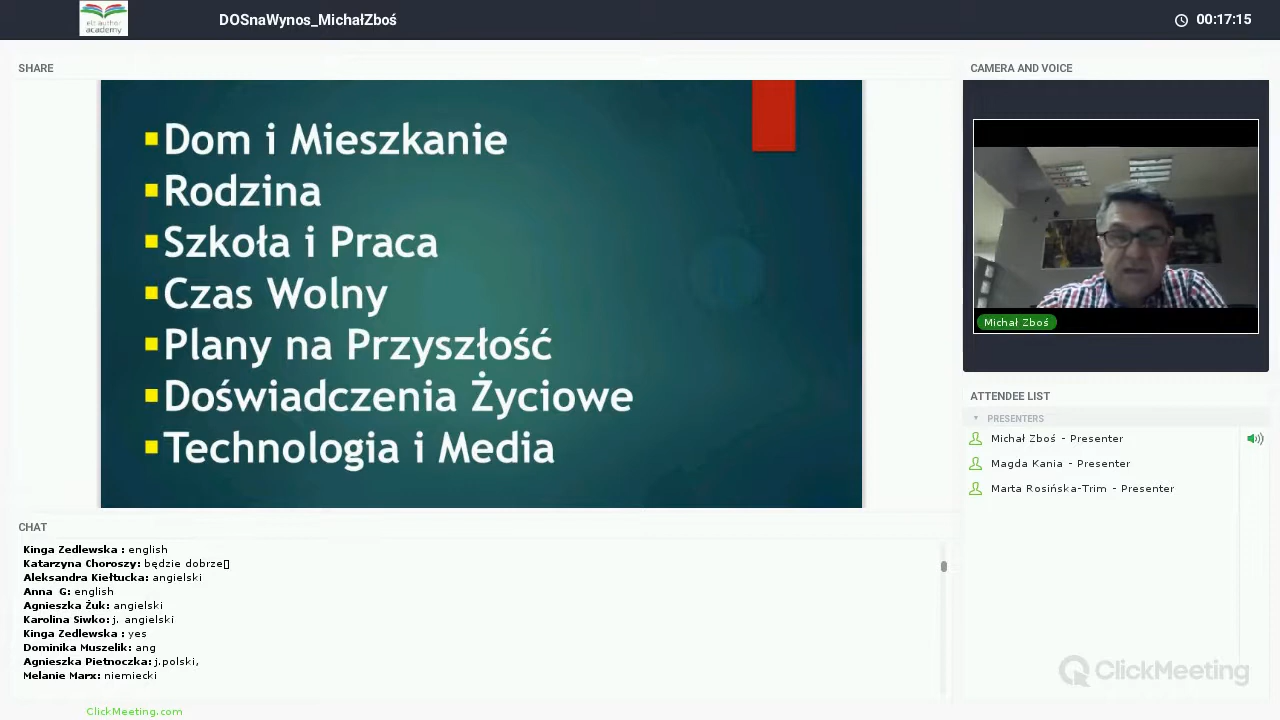 elt author
academy
DOSnaWynos_MichałZboś
00:17:15
SHARE
Dom i Mieszkanie
Rodzina
Szkoła i Praca
Czas Wolny
Plany na Przyszłość
Doświadczenia Życiowe
Technologia i Media
CAMERA AND VOICE
Michał Zboś
ATTENDEE LIST
PRESENTERS
Michał Zboś - Presenter
Magda Kania - Presenter
Marta Rosińska-Trim - Presenter
CHAT
Kinga Zedlewska : english
Katarzyna Choroszy: będzie dobrze
Aleksandra Kiełtucka: angielski
Anna G: english
Agnieszka Żuk: angielski
Karolina Siwko: j. angielski
Kinga Zedlewska : yes
Dominika Muszelik: ang
Agnieszka Pietnoczka: j.polski,
Melanie Marx: niemiecki
ClickMeeting
ClickMeeting.com